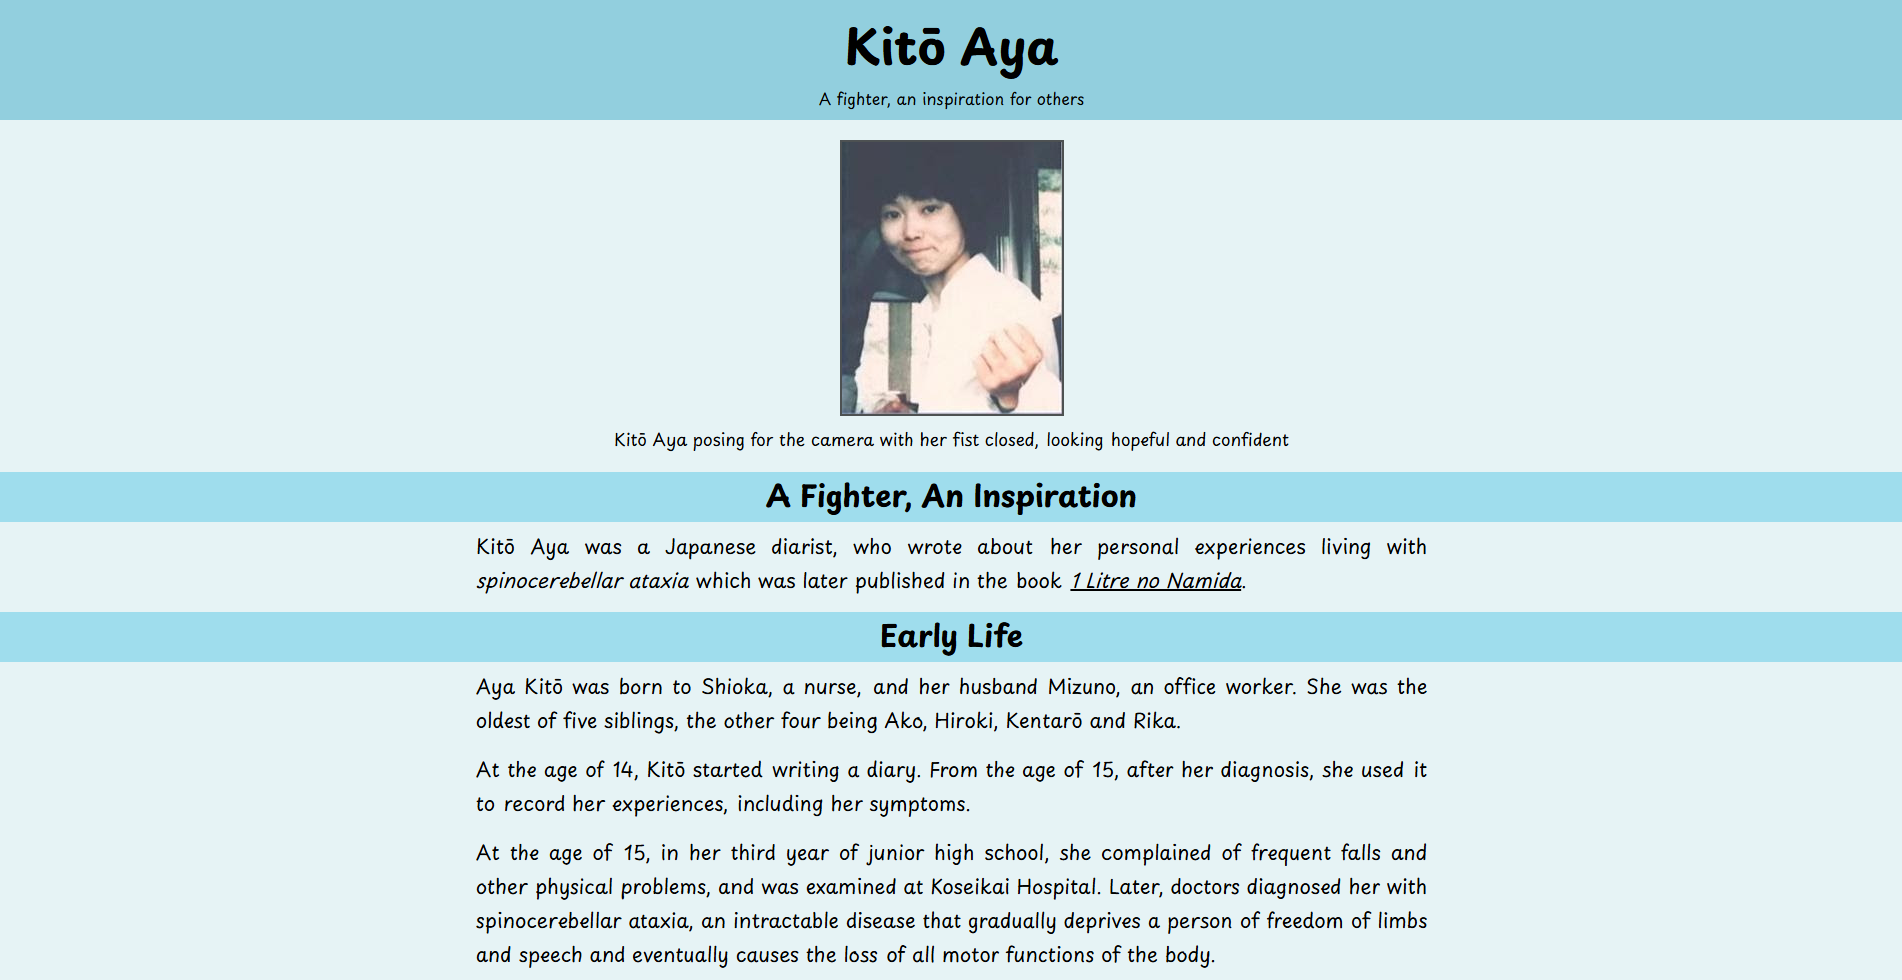 Kitō Aya
A fighter, an inspiration for others
Kitō Aya posing for the camera with her fist closed, looking hopeful and confident
A Fighter, An Inspiration
Kitō Aya was a Japanese diarist, who wrote about her personal experiences living with
spinocerebellar ataxia which was later published in the book 1 Litre no Namida.
Early Life
Aya Kitō was born to Shioka, a nurse, and her husband Mizuno, an office worker. She was the
oldest of five siblings, the other four being Ako, Hiroki, Kentarō and Rika.
At the age of 14, Kitō started writing a diary. From the age of 15, after her diagnosis, she used it
to record her experiences, including her symptoms.
At the age of 15, in her third year of junior high school, she complained of frequent falls and
other physical problems, and was examined at Koseikai Hospital. Later, doctors diagnosed her with
spinocerebellar ataxia, an intractable disease that gradually deprives a person of freedom of limbs
and speech and eventually causes the loss of all motor functions of the body.